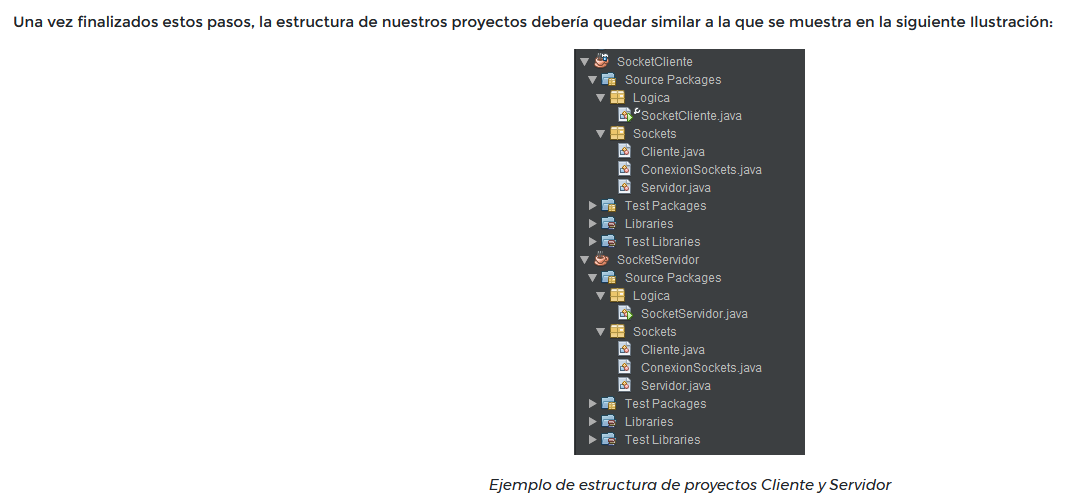 Una vez finalizados estos pasos, la estructura de nuestros proyectos debería quedar similar a la que se muestra en la siguiente Ilustración:
SocketCliente
Source Packages
Logica
SocketCliente.java
Sockets
Cliente.java
ConexionSockets.java
Servidor.java
Test Packages
Libraries
Test Libraries
SocketServidor
Source Packages
Logica
SocketServidor.java
Sockets
Cliente.java
ConexionSockets.java
Servidor.java
Test Packages
Libraries
Test Libraries
Ejemplo de estructura de proyectos Cliente y Servidor